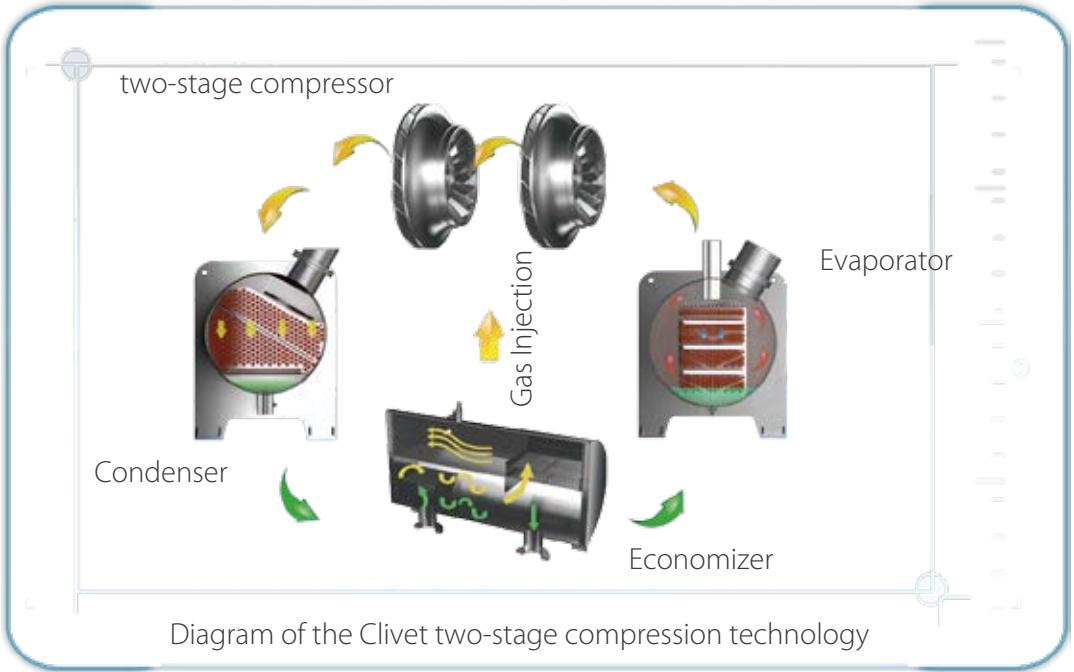 two-stage compressor
Evaporator
Gas Injection
Condenser
Economizer
Diagram of the Clivet two-stage compression technology